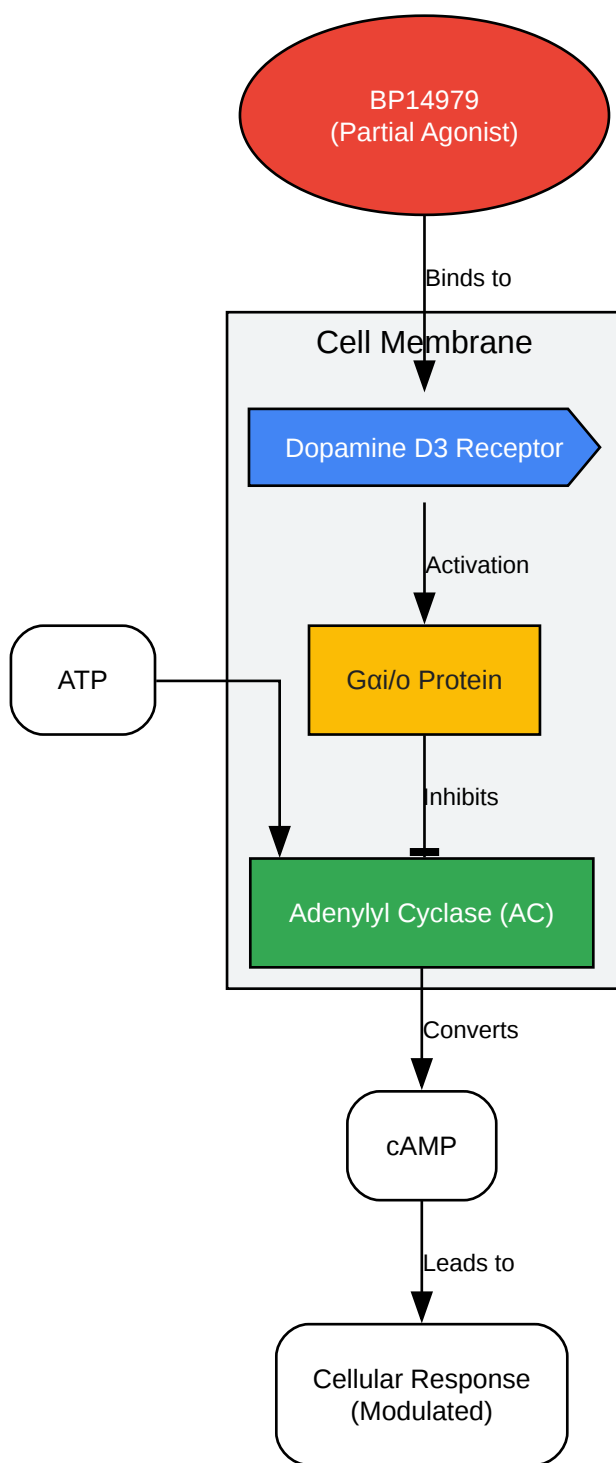 BP14979
(Partial Agonist)
Binds to
Cell Membrane
Dopamine D3 Receptor
Activation
ATP
Gαi/o Protein
Inhibits
Adenylyl Cyclase (AC)
Converts
cAMP
Leads to
Cellular Response
(Modulated)